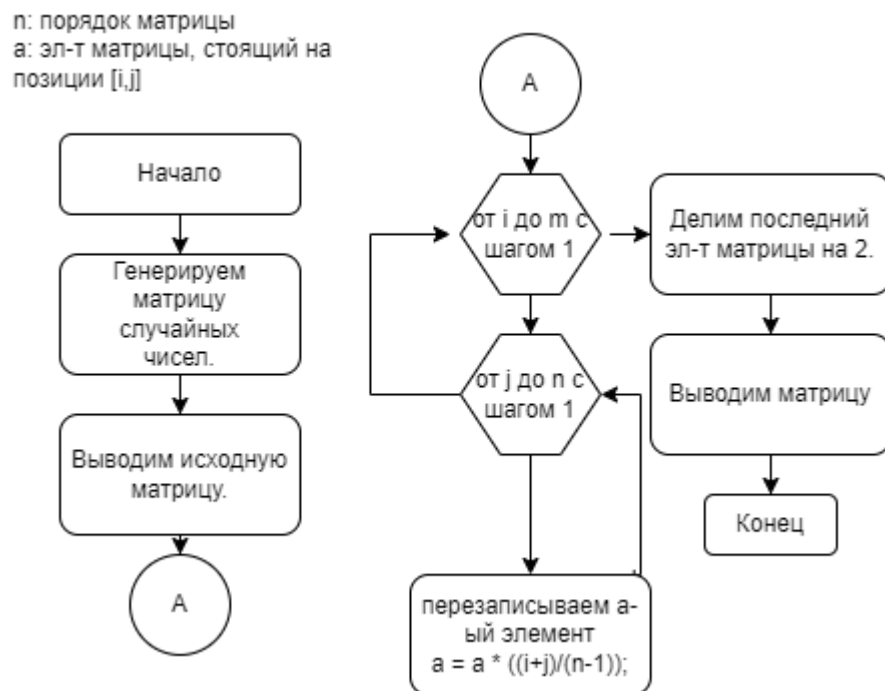 n: порядок матрицы
a: эл-т матрицы, стоящий на
позиции [i,j]
Начало
Генерируем
матрицу
случайных
чисел.
Выводим исходную
матрицу.
A
A
от i до m с
шагом 1
от j до n с
шагом 1
перезаписываем a-
ый элемент
a = a * ((i+j)/(n-1));
Делим последний
эл-т матрицы на 2.
Выводим матрицу
Конец